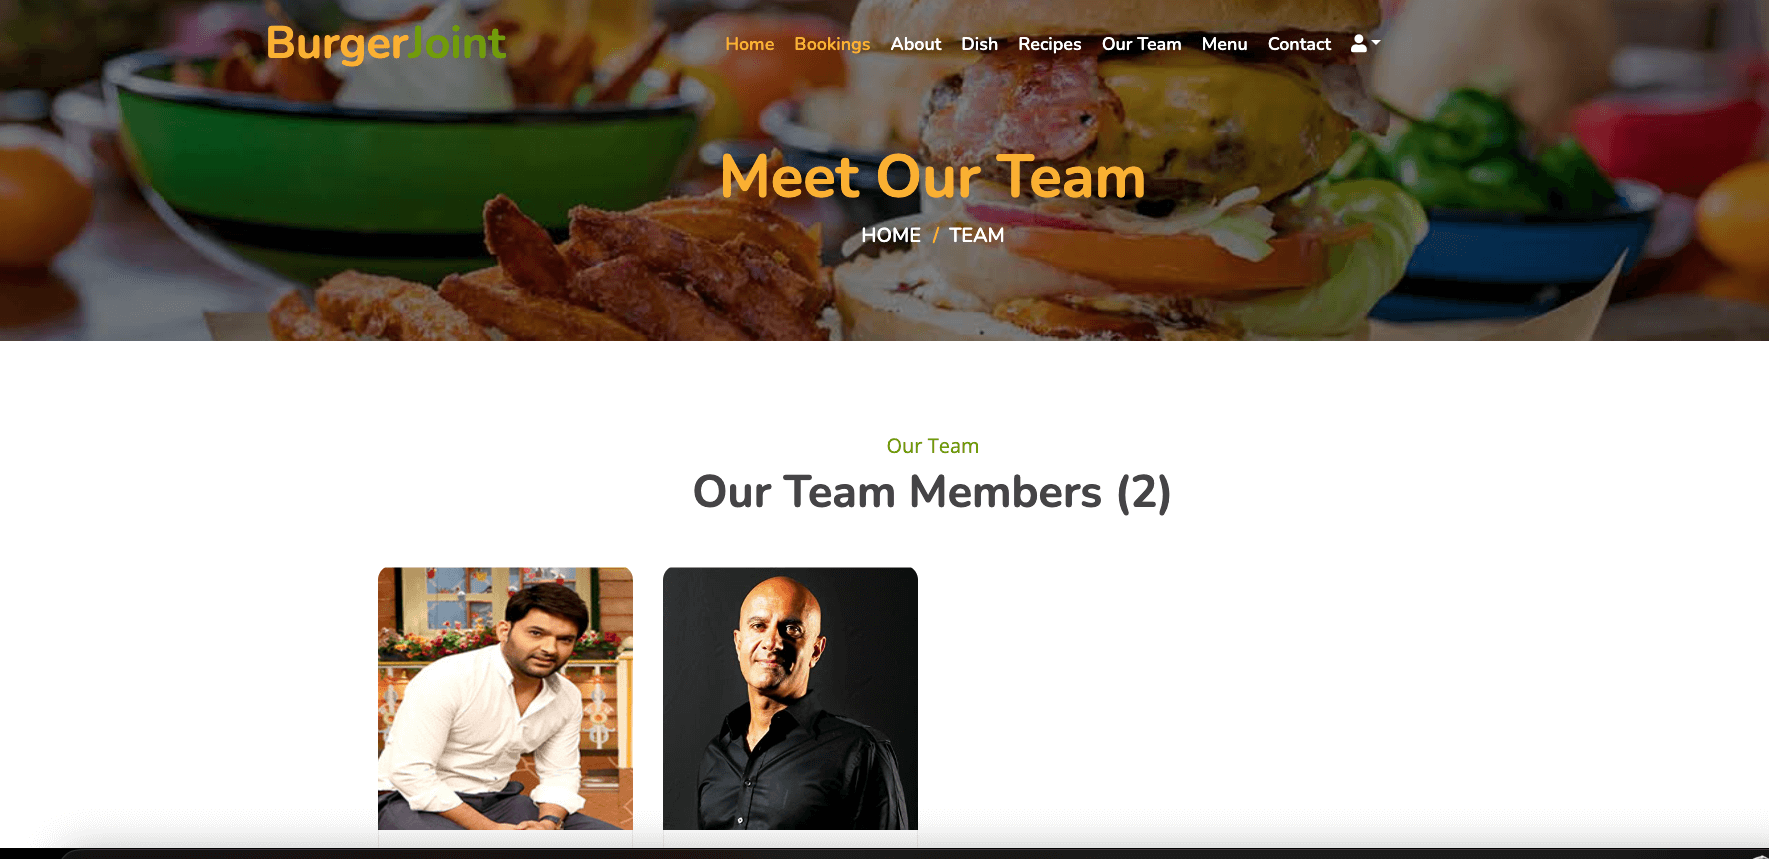 BurgerJoint
Home Bookings About Dish Recipes Our Team Menu Contact
Meet Our Team
HOME / TEAM
Our Team
Our Team Members (2)